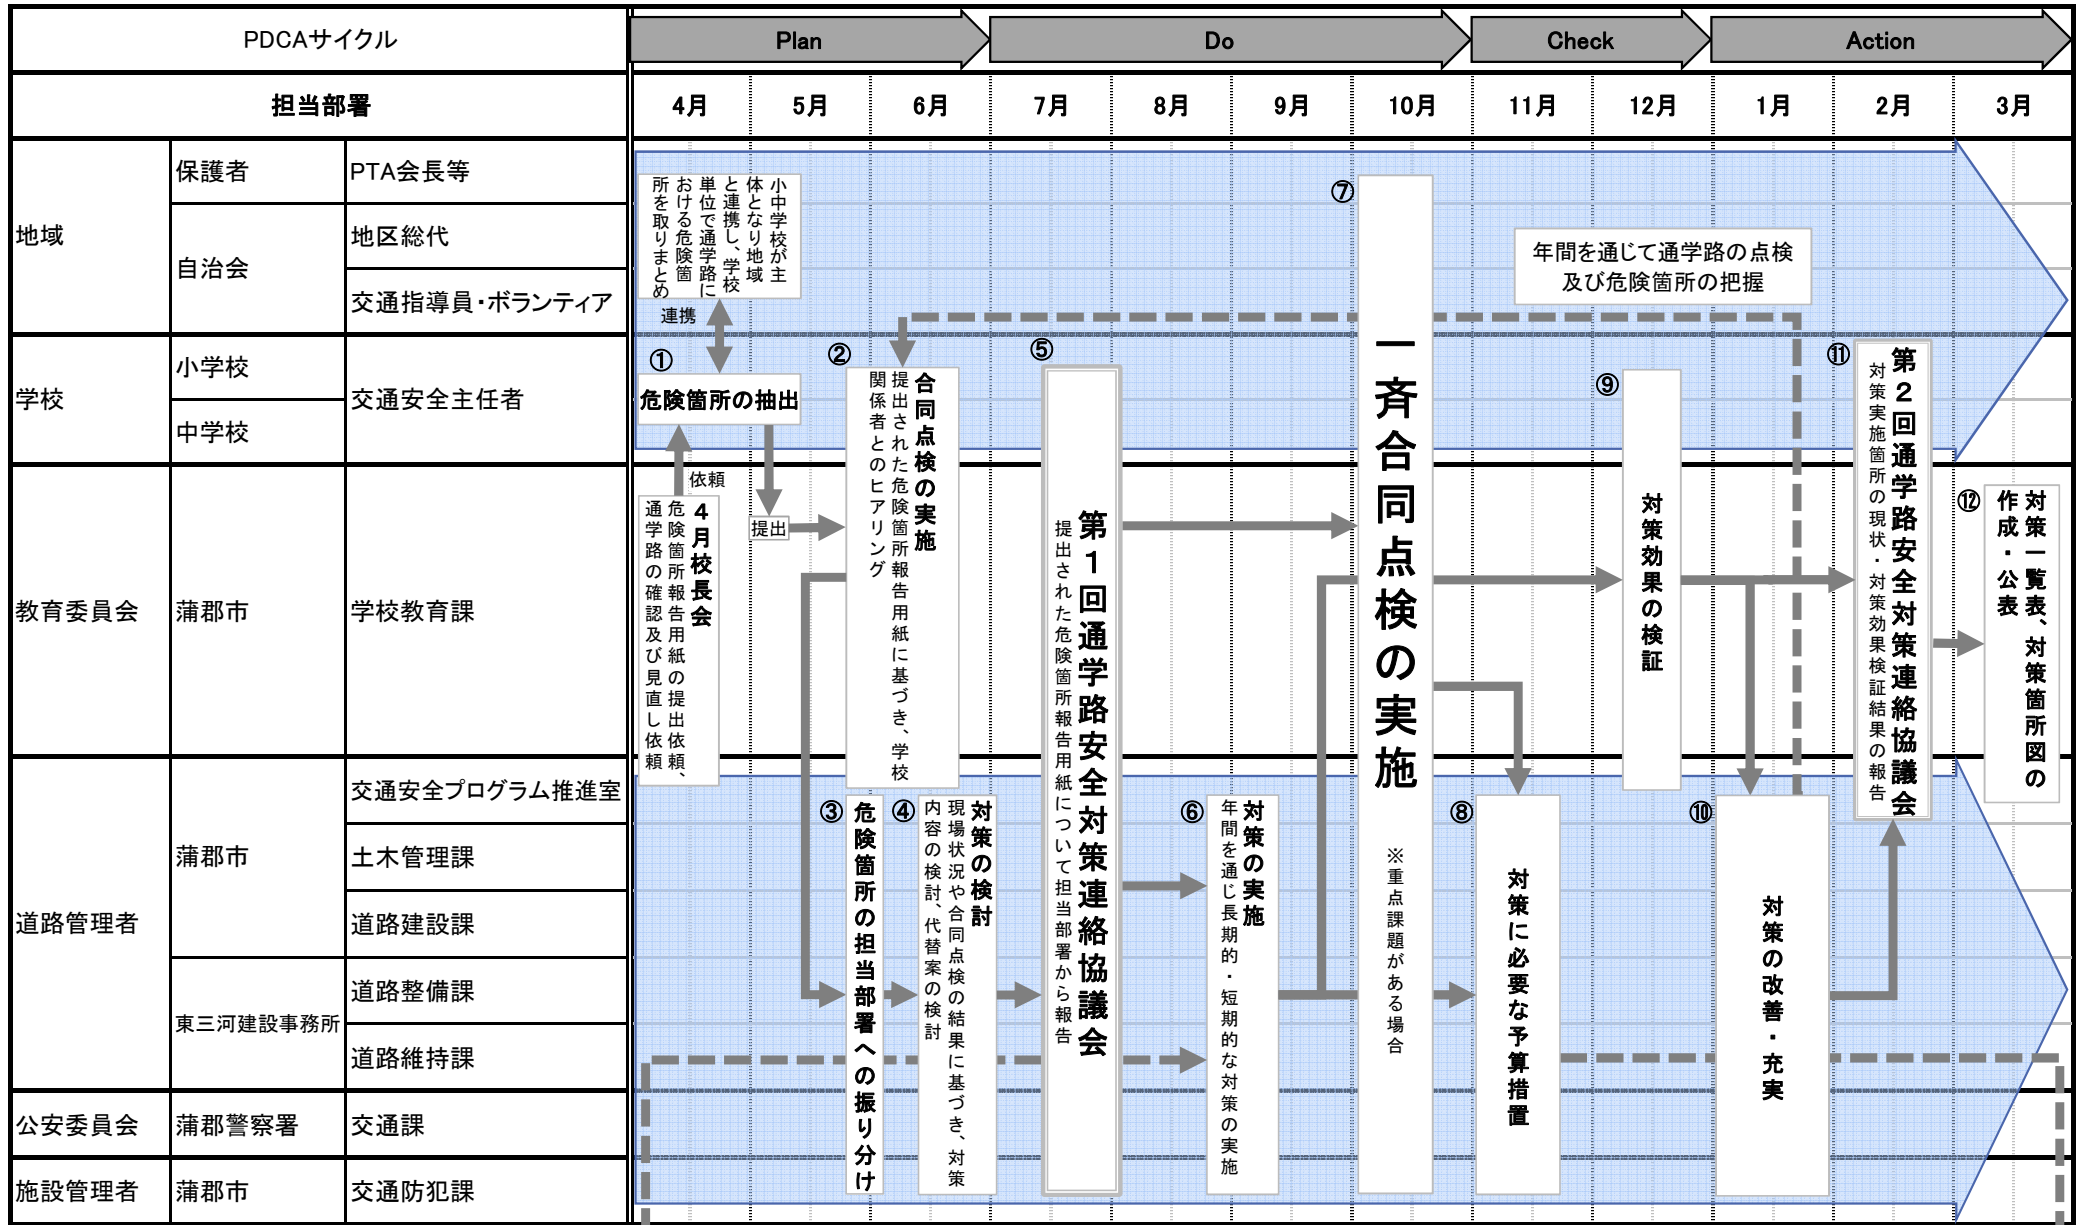 PDCAサイクル
Plan
Do
Check
Action
担当部署
4月
5月
6月
7月
8月
9月
10月
11月
12月
1月
2月
3月
地域
保護者
PTA会長等
自治会
地区総代
交通指導員・ボランティア
学校
小学校
中学校
交通安全主任者
教育委員会
蒲郡市
学校教育課
道路管理者
蒲郡市
交通安全プログラム推進室
土木管理課
道路建設課
東三河建設事務所
道路整備課
道路維持課
公安委員会
蒲郡警察署
交通課
施設管理者
蒲郡市
交通防犯課
小中学校が主
体となり地域
と連携し、学校
単位で通学路に
おける危険箇
所を取りまとめ
連携
①
危険箇所の抽出
依頼
4月校長会
危険箇所報告用紙の提出依頼、
通学路の確認及び見直し依頼
提出
②
合同点検の実施
提出された危険箇所報告用紙に基づき、学校
関係者とのヒアリング
③
危険箇所の担当部署への振り分け
④
対策の検討
現場状況や合同点検の結果に基づき、対策
内容の検討、代替案の検討
⑤
第1回通学路安全対策連絡協議会
提出された危険箇所報告用紙について担当部署から報告
⑥
対策の実施
年間を通じ長期的・短期的な対策の実施
⑦
一斉合同点検の実施
※重点課題がある場合
年間を通じて通学路の点検
及び危険箇所の把握
⑧
対策に必要な予算措置
⑨
対策効果の検証
⑩
対策の改善・充実
⑪
第2回通学路安全対策連絡協議会
対策実施箇所の現状・対策効果検証結果の報告
⑫
対策一覧表、対策箇所図の
作成・公表